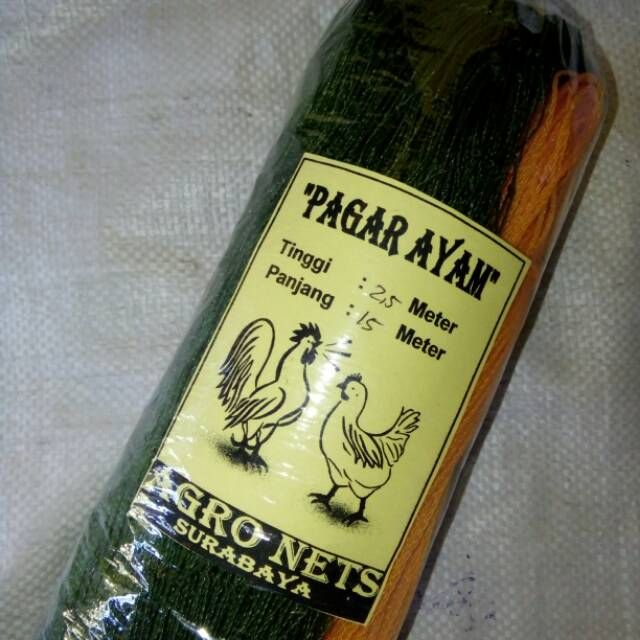 "PAGAR AYAM"
Tinggi : 2,5 Meter
Panjang : 15 Meter
AGRO NETS
SURABAYA